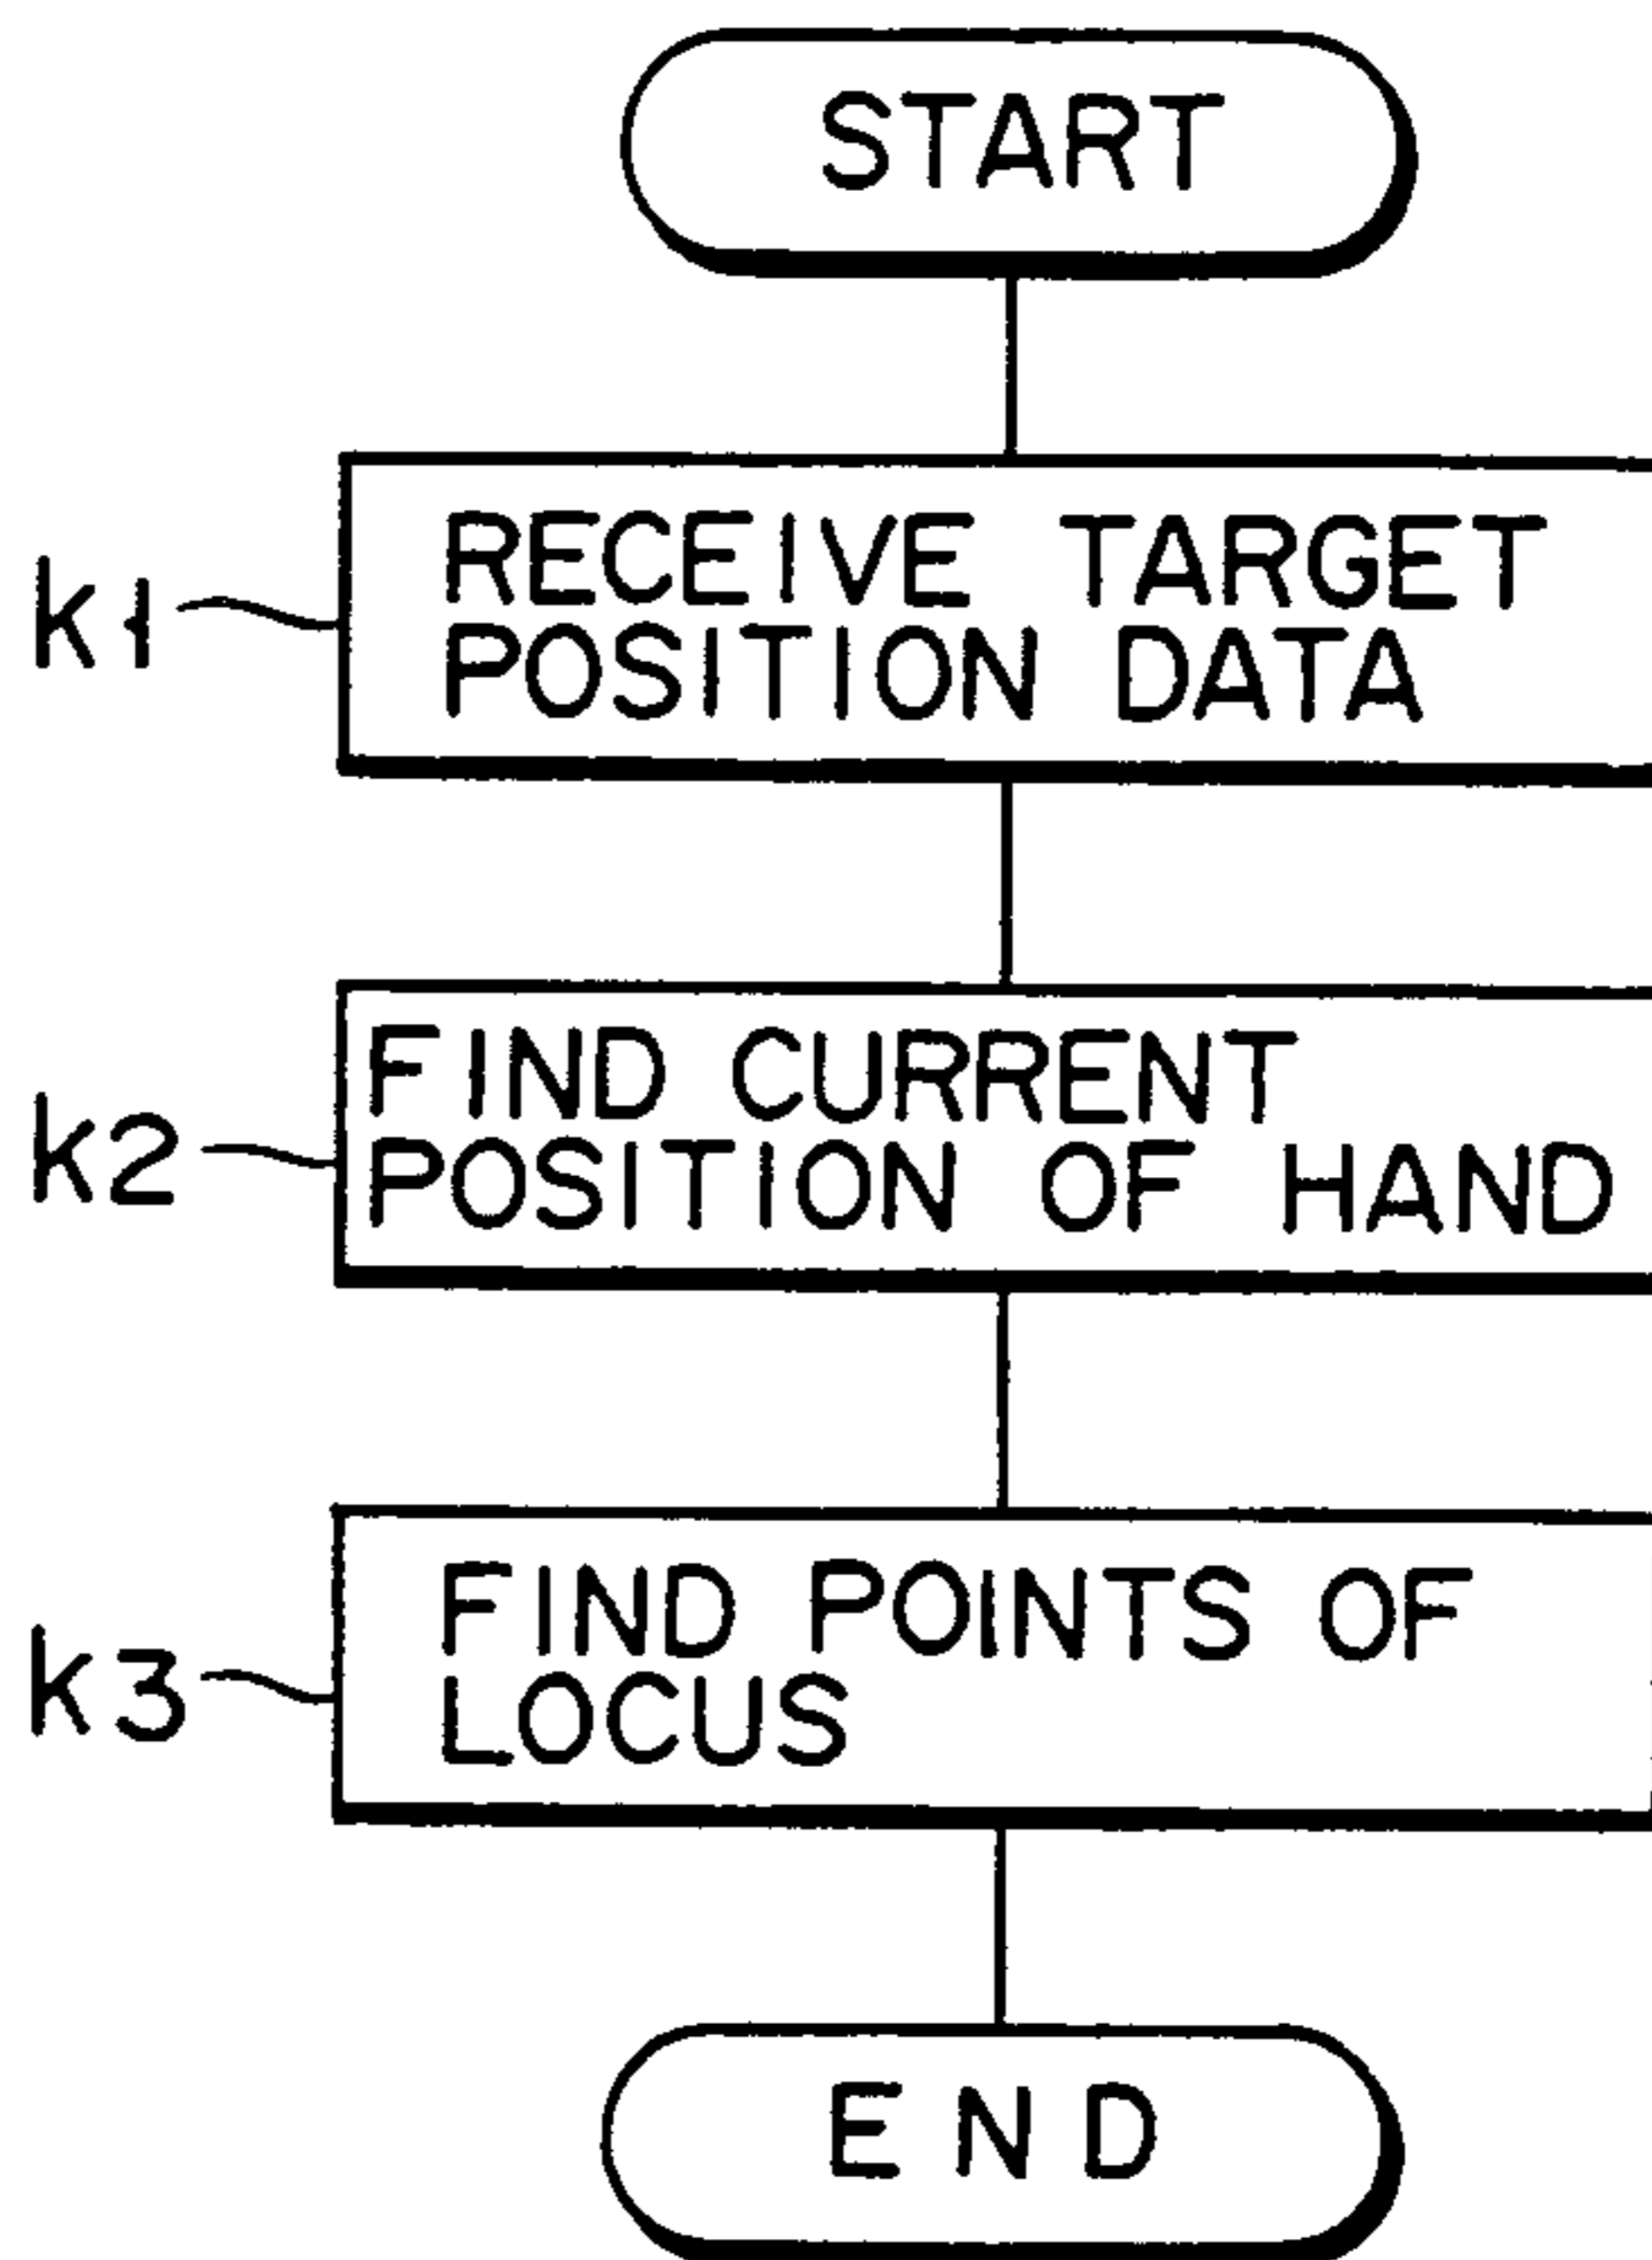 START
k1
RECEIVE TARGET
POSITION DATA
k2
FIND CURRENT
POSITION OF HAND
k3
FIND POINTS OF
LOCUS
END